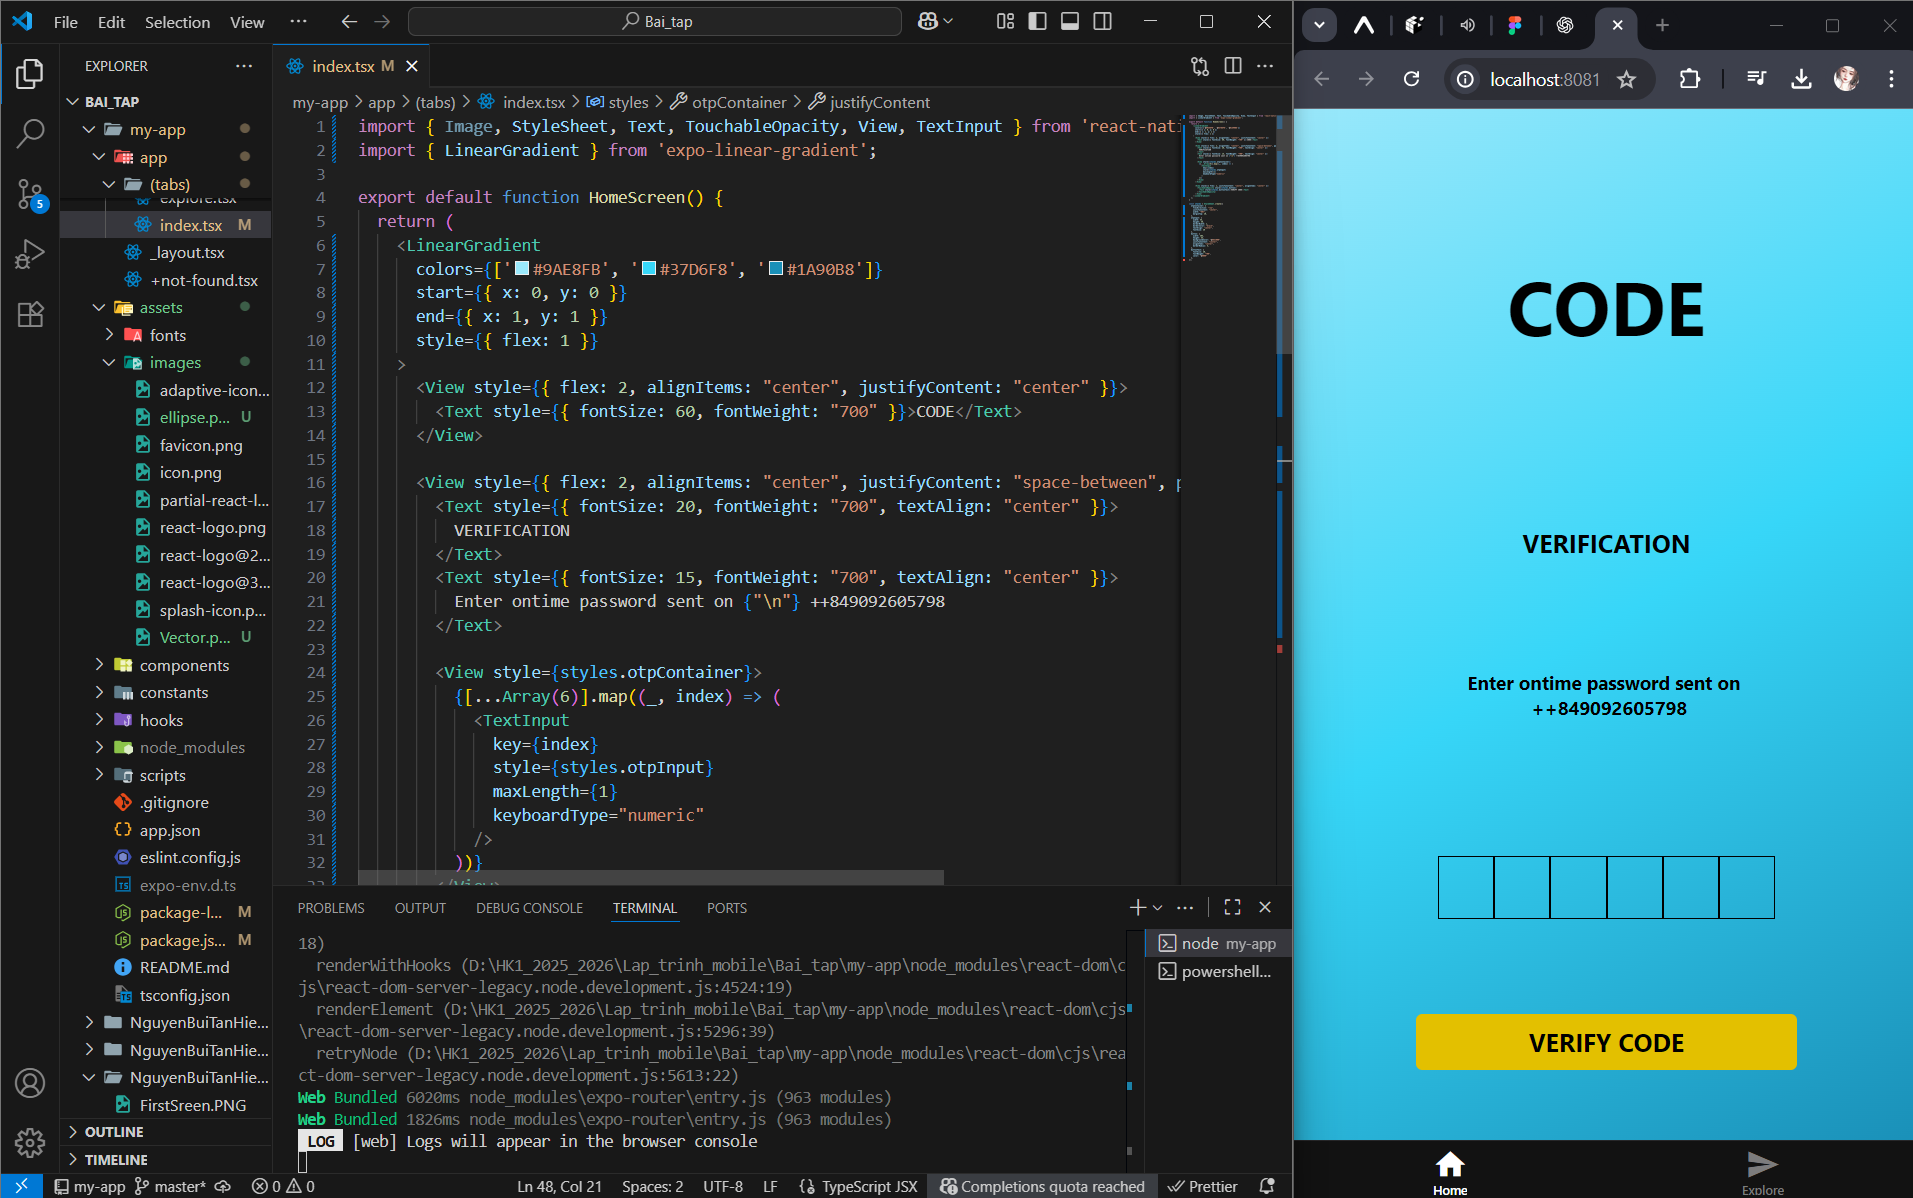 File Edit Selection View ··· Bai_tap
EXPLORER ···
BAI_TAP
my-app
app
(tabs)
explore.tsx
index.tsx M
_layout.tsx
+not-found.tsx
assets
fonts
images
adaptive-icon...
ellipse.p... U
favicon.png
icon.png
partial-react-l...
react-logo.png
react-logo@2...
react-logo@3...
splash-icon.p...
Vector.p... U
components
constants
hooks
node_modules
scripts
.gitignore
app.json
eslint.config.js
expo-env.d.ts
package-l... M
package.js... M
README.md
tsconfig.json
NguyenBuiTanHie...
NguyenBuiTanHie...
NguyenBuiTanHie...
FirstSreen.PNG
OUTLINE
TIMELINE
index.tsx M
my-app > app > (tabs) > index.tsx > styles > otpContainer > justifyContent
1 import { Image, StyleSheet, Text, TouchableOpacity, View, TextInput } from 'react-nati
2 import { LinearGradient } from 'expo-linear-gradient';
3
4 export default function HomeScreen() {
5 return (
6 <LinearGradient
7 colors={['#9AE8FB', '#37D6F8', '#1A90B8']}
8 start={{ x: 0, y: 0 }}
9 end={{ x: 1, y: 1 }}
10 style={{ flex: 1 }}
11 >
12 <View style={{ flex: 2, alignItems: "center", justifyContent: "center" }}>
13 <Text style={{ fontSize: 60, fontWeight: "700" }}>CODE</Text>
14 </View>
15
16 <View style={{ flex: 2, alignItems: "center", justifyContent: "space-between", p
17 <Text style={{ fontSize: 20, fontWeight: "700", textAlign: "center" }}>
18 VERIFICATION
19 </Text>
20 <Text style={{ fontSize: 15, fontWeight: "700", textAlign: "center" }}>
21 Enter ontime password sent on {"\n"} ++849092605798
22 </Text>
23
24 <View style={styles.otpContainer}>
25 {[...Array(6)].map((_, index) => (
26 <TextInput
27 key={index}
28 style={styles.otpInput}
29 maxLength={1}
30 keyboardType="numeric"
31 />
32 ))}
33 </View>
PROBLEMS OUTPUT DEBUG CONSOLE TERMINAL PORTS
18)
renderWithHooks (D:\HK1_2025_2026\Lap_trinh_mobile\Bai_tap\my-app\node_modules\react-dom\c
js\react-dom-server-legacy.node.development.js:4524:19)
renderElement (D:\HK1_2025_2026\Lap_trinh_mobile\Bai_tap\my-app\node_modules\react-dom\cjs
\react-dom-server-legacy.node.development.js:5296:39)
retryNode (D:\HK1_2025_2026\Lap_trinh_mobile\Bai_tap\my-app\node_modules\react-dom\cjs\rea
ct-dom-server-legacy.node.development.js:5613:22)
Web Bundled 6020ms node_modules\expo-router\entry.js (963 modules)
Web Bundled 1826ms node_modules\expo-router\entry.js (963 modules)
LOG [web] Logs will appear in the browser console
node my-app
powershell...
5
my-app master* 0 0 Ln 48, Col 21 Spaces: 2 UTF-8 LF TypeScript JSX Completions quota reached Prettier
localhost:8081
CODE
VERIFICATION
Enter ontime password sent on
++849092605798
VERIFY CODE
Home
Explore